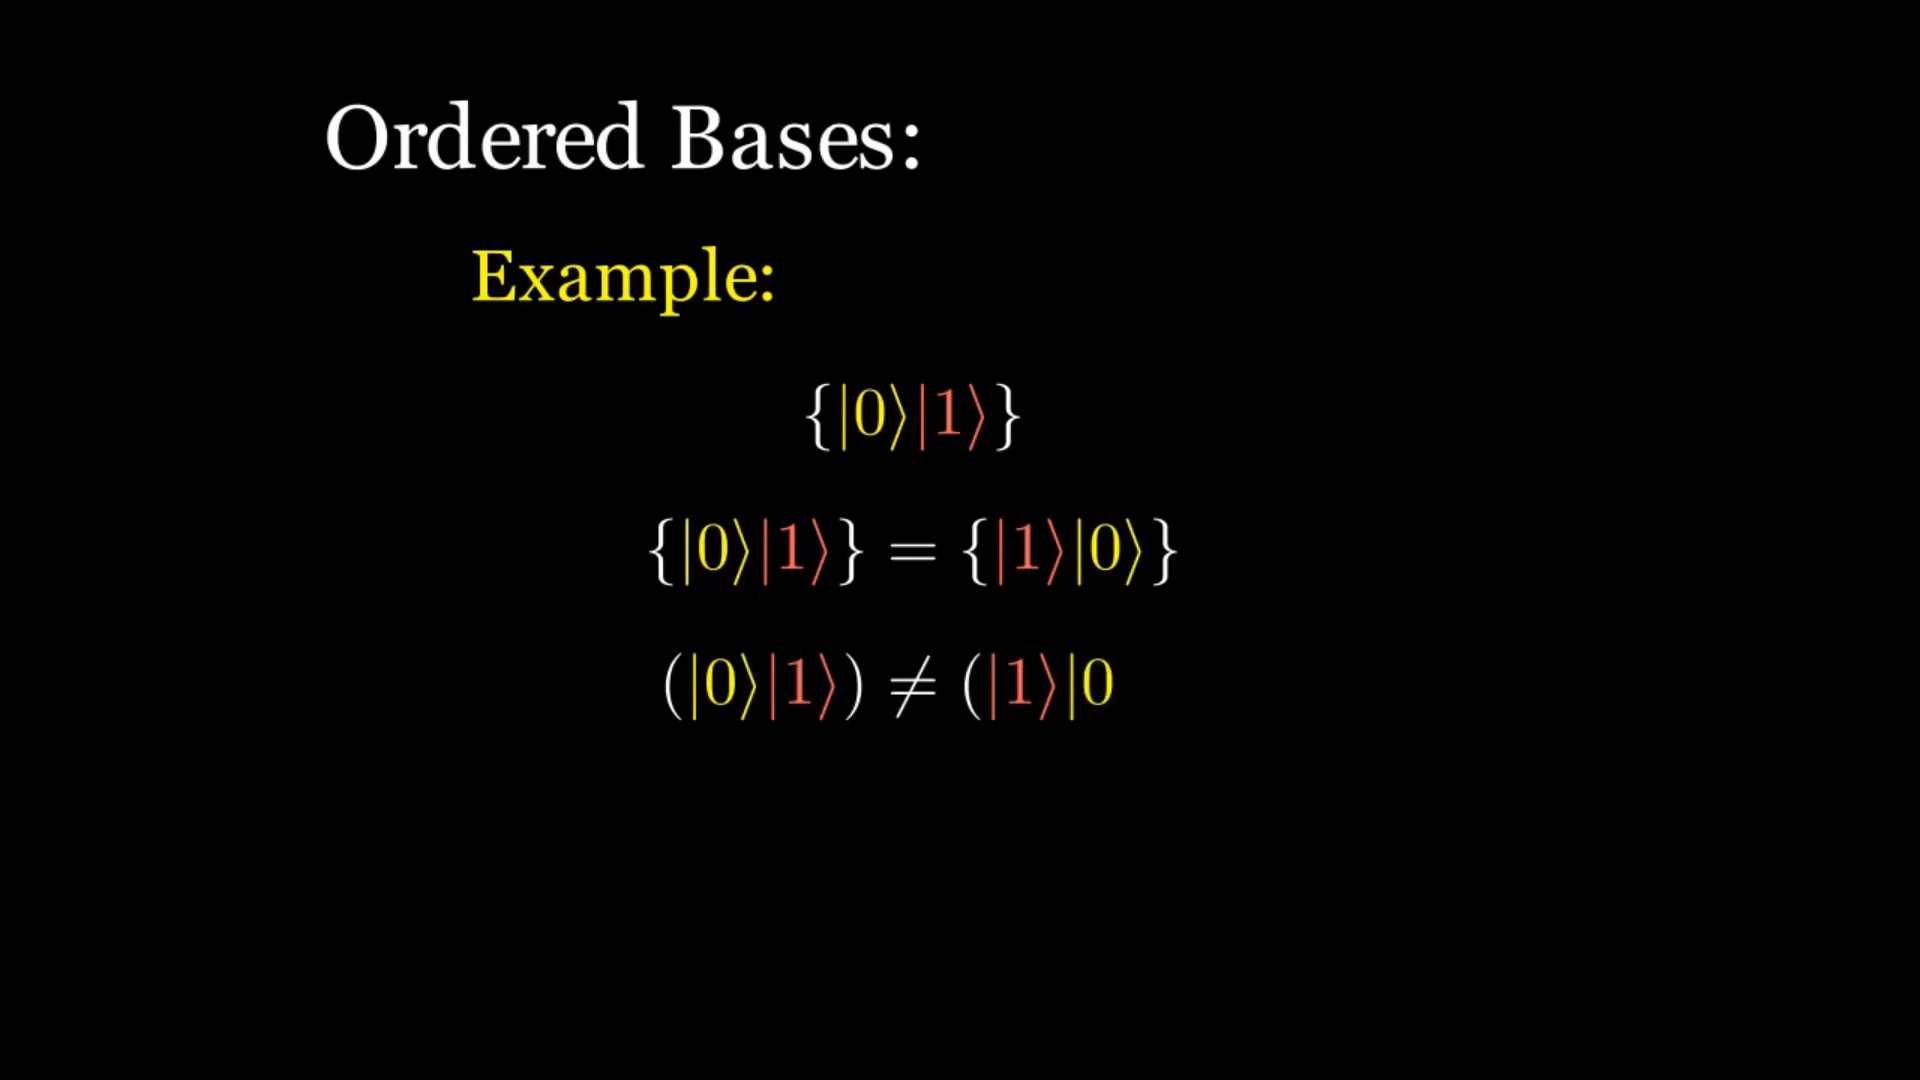 Ordered Bases:
Example:
{|0⟩|1⟩}
{|0⟩|1⟩} = {|1⟩|0⟩}
(|0⟩|1⟩) ≠ (|1⟩|0